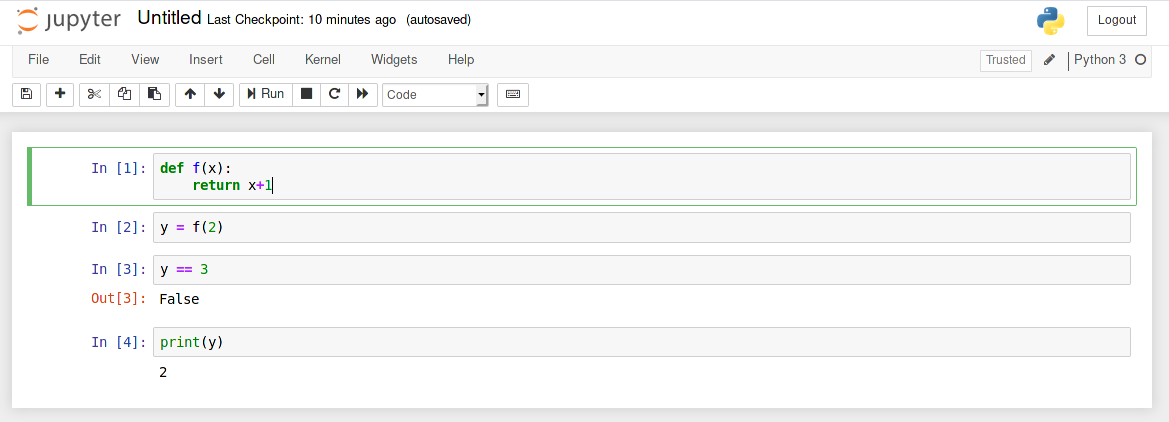 jupyter Untitled Last Checkpoint: 10 minutes ago (autosaved) Logout
File Edit View Insert Cell Kernel Widgets Help Trusted Python 3
Run Code
In [1]: def f(x):
    return x+1
In [2]: y = f(2)
In [3]: y == 3
Out[3]: False
In [4]: print(y)
2